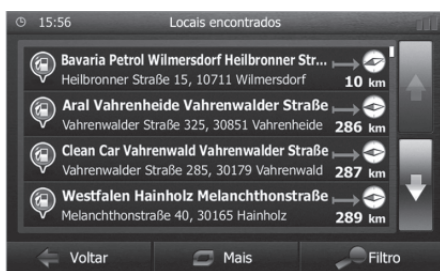 15:56 Locais encontrados
Bavaria Petrol Wilmersdorf Heilbronner Str...
Heilbronner Straße 15, 10711 Wilmersdorf 10 km
Aral Vahrenheide Vahrenwalder Straße
Vahrenwalder Straße 325, 30851 Vahrenheide 286 km
Clean Car Vahrenwald Vahrenwalder Straße
Vahrenwalder Straße 285, 30179 Vahrenwald 287 km
Westfalen Hainholz Melanchthonstraße
Melanchthonstraße 40, 30165 Hainholz 289 km
Voltar Mais Filtro